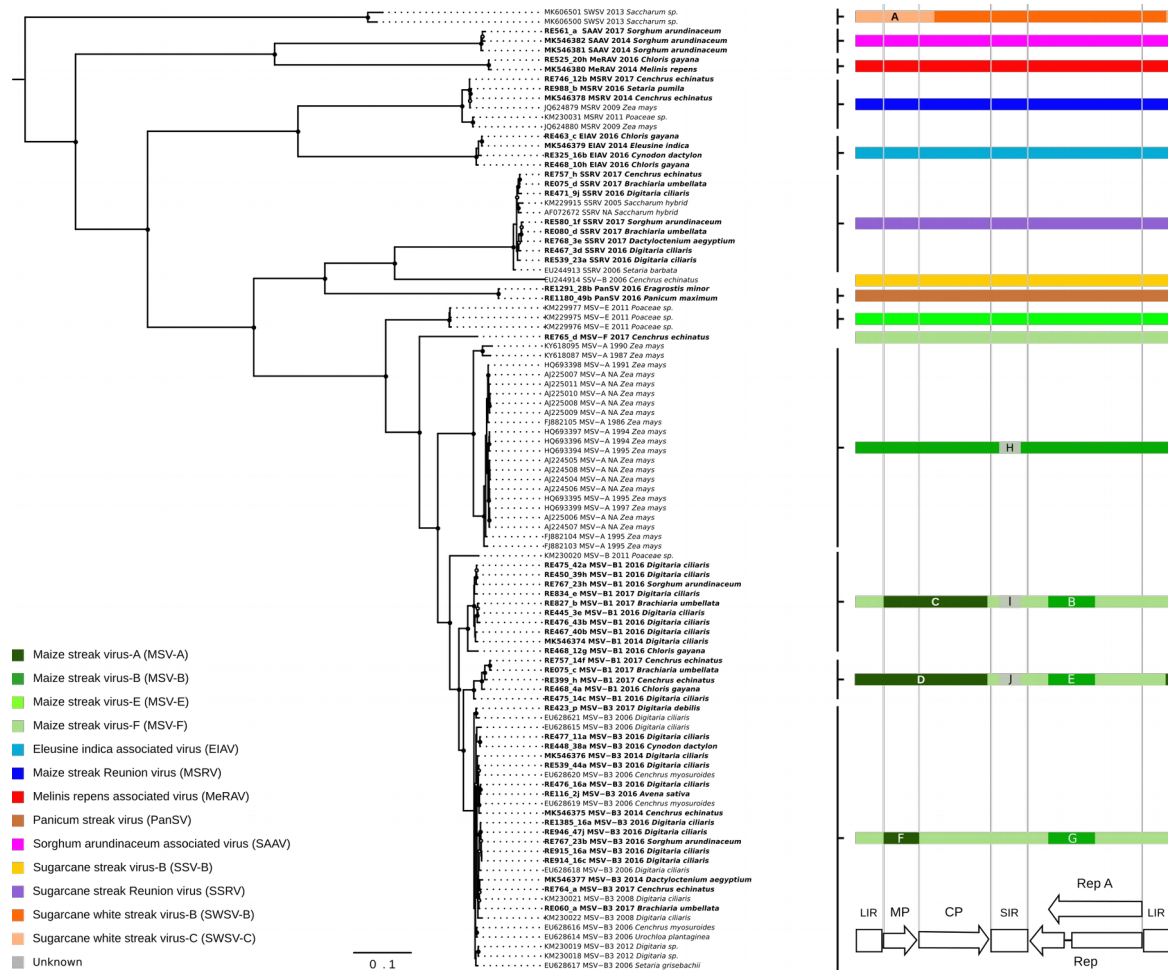 MK606501 SWSV 2013 Saccharum sp.
MK606500 SWSV 2013 Saccharum sp.
RE561_a SAAV 2017 Sorghum arundinaceum
MK546382 SAAV 2014 Sorghum arundinaceum
MK546381 SAAV 2014 Sorghum arundinaceum
RE525_20h MeRAV 2016 Chloris gayana
MK546380 MeRAV 2014 Melinis repens
RE746_12b MSRV 2017 Cenchrus echinatus
RE988_b MSRV 2016 Setaria pumila
MK546378 MSRV 2014 Cenchrus echinatus
JQ624879 MSRV 2009 Zea mays
KM230031 MSRV 2011 Poaceae sp.
JQ624880 MSRV 2009 Zea mays
RE463_c EIAV 2016 Chloris gayana
MK546379 EIAV 2014 Eleusine indica
RE325_16b EIAV 2016 Cynodon dactylon
RE468_10h EIAV 2016 Chloris gayana
RE757_h SSRV 2017 Cenchrus echinatus
RE075_d SSRV 2017 Brachiaria umbellata
RE471_9j SSRV 2016 Digitaria ciliaris
KM229915 SSRV 2005 Saccharum hybrid
AF072672 SSRV NA Saccharum hybrid
RE580_1f SSRV 2017 Sorghum arundinaceum
RE080_d SSRV 2017 Brachiaria umbellata
RE768_3e SSRV 2017 Dactyloctenium aegyptium
RE467_3d SSRV 2016 Digitaria ciliaris
RE539_23a SSRV 2016 Digitaria ciliaris
EU244913 SSRV 2006 Setaria barbata
EU244914 SSV−B 2006 Cenchrus echinatus
RE1291_28b PanSV 2016 Eragrostis minor
RE1180_49b PanSV 2016 Panicum maximum
KM229977 MSV−E 2011 Poaceae sp.
KM229975 MSV−E 2011 Poaceae sp.
KM229976 MSV−E 2011 Poaceae sp.
RE765_d MSV−F 2017 Cenchrus echinatus
KY618095 MSV−A 1990 Zea mays
KY618087 MSV−A 1987 Zea mays
HQ693398 MSV−A 1991 Zea mays
AJ225007 MSV−A NA Zea mays
AJ225011 MSV−A NA Zea mays
AJ225010 MSV−A NA Zea mays
AJ225008 MSV−A NA Zea mays
AJ225009 MSV−A NA Zea mays
FJ882105 MSV−A 1986 Zea mays
HQ693397 MSV−A 1994 Zea mays
HQ693396 MSV−A 1994 Zea mays
HQ693394 MSV−A 1995 Zea mays
AJ224505 MSV−A NA Zea mays
AJ224508 MSV−A NA Zea mays
AJ224504 MSV−A NA Zea mays
AJ224506 MSV−A NA Zea mays
HQ693395 MSV−A 1995 Zea mays
HQ693399 MSV−A 1997 Zea mays
AJ225006 MSV−A NA Zea mays
AJ224507 MSV−A NA Zea mays
FJ882104 MSV−A 1995 Zea mays
FJ882103 MSV−A 1995 Zea mays
KM230020 MSV−B 2011 Poaceae sp.
RE475_42a MSV−B1 2016 Digitaria ciliaris
RE450_39h MSV−B1 2016 Digitaria ciliaris
RE767_23h MSV−B1 2016 Sorghum arundinaceum
RE834_e MSV−B1 2017 Digitaria ciliaris
RE827_b MSV−B1 2017 Brachiaria umbellata
RE445_3e MSV−B1 2016 Digitaria ciliaris
RE476_43b MSV−B1 2016 Digitaria ciliaris
RE467_40b MSV−B1 2016 Digitaria ciliaris
MK546374 MSV−B1 2014 Digitaria ciliaris
RE468_12g MSV−B1 2016 Chloris gayana
RE757_14f MSV−B1 2017 Cenchrus echinatus
RE075_c MSV−B1 2017 Brachiaria umbellata
RE399_h MSV−B1 2017 Cenchrus echinatus
RE468_4a MSV−B1 2016 Chloris gayana
RE475_14c MSV−B1 2016 Digitaria ciliaris
RE423_p MSV−B3 2017 Digitaria debilis
EU628621 MSV−B3 2006 Digitaria ciliaris
EU628615 MSV−B3 2006 Digitaria ciliaris
RE477_11a MSV−B3 2016 Digitaria ciliaris
RE448_38a MSV−B3 2016 Cynodon dactylon
MK546376 MSV−B3 2014 Digitaria ciliaris
RE539_44a MSV−B3 2016 Digitaria ciliaris
EU628620 MSV−B3 2006 Cenchrus myosuroides
RE476_16a MSV−B3 2016 Digitaria ciliaris
RE116_2j MSV−B3 2016 Avena sativa
EU628619 MSV−B3 2006 Cenchrus myosuroides
MK546375 MSV−B3 2014 Cenchrus echinatus
RE1385_16a MSV−B3 2016 Digitaria ciliaris
RE946_47j MSV−B3 2016 Digitaria ciliaris
RE767_23b MSV−B3 2016 Sorghum arundinaceum
RE915_16a MSV−B3 2016 Digitaria ciliaris
RE914_16c MSV−B3 2016 Digitaria ciliaris
EU628618 MSV−B3 2006 Digitaria ciliaris
MK546377 MSV−B3 2014 Dactyloctenium aegyptium
RE764_a MSV−B3 2017 Cenchrus echinatus
KM230021 MSV−B3 2008 Digitaria ciliaris
RE060_a MSV−B3 2017 Brachiaria umbellata
KM230022 MSV−B3 2008 Digitaria ciliaris
EU628616 MSV−B3 2006 Cenchrus myosuroides
EU628614 MSV−B3 2006 Urochloa plantaginea
KM230019 MSV−B3 2012 Digitaria sp.
KM230018 MSV−B3 2012 Digitaria sp.
EU628617 MSV−B3 2006 Setaria grisebachii
A
H
C I B
D J E
F G
Rep A
LIR MP CP SIR LIR
Rep
Maize streak virus-A (MSV-A)
Maize streak virus-B (MSV-B)
Maize streak virus-E (MSV-E)
Maize streak virus-F (MSV-F)
Eleusine indica associated virus (EIAV)
Maize streak Reunion virus (MSRV)
Melinis repens associated virus (MeRAV)
Panicum streak virus (PanSV)
Sorghum arundinaceum associated virus (SAAV)
Sugarcane streak virus-B (SSV-B)
Sugarcane streak Reunion virus (SSRV)
Sugarcane white streak virus-B (SWSV-B)
Sugarcane white streak virus-C (SWSV-C)
Unknown
0.1